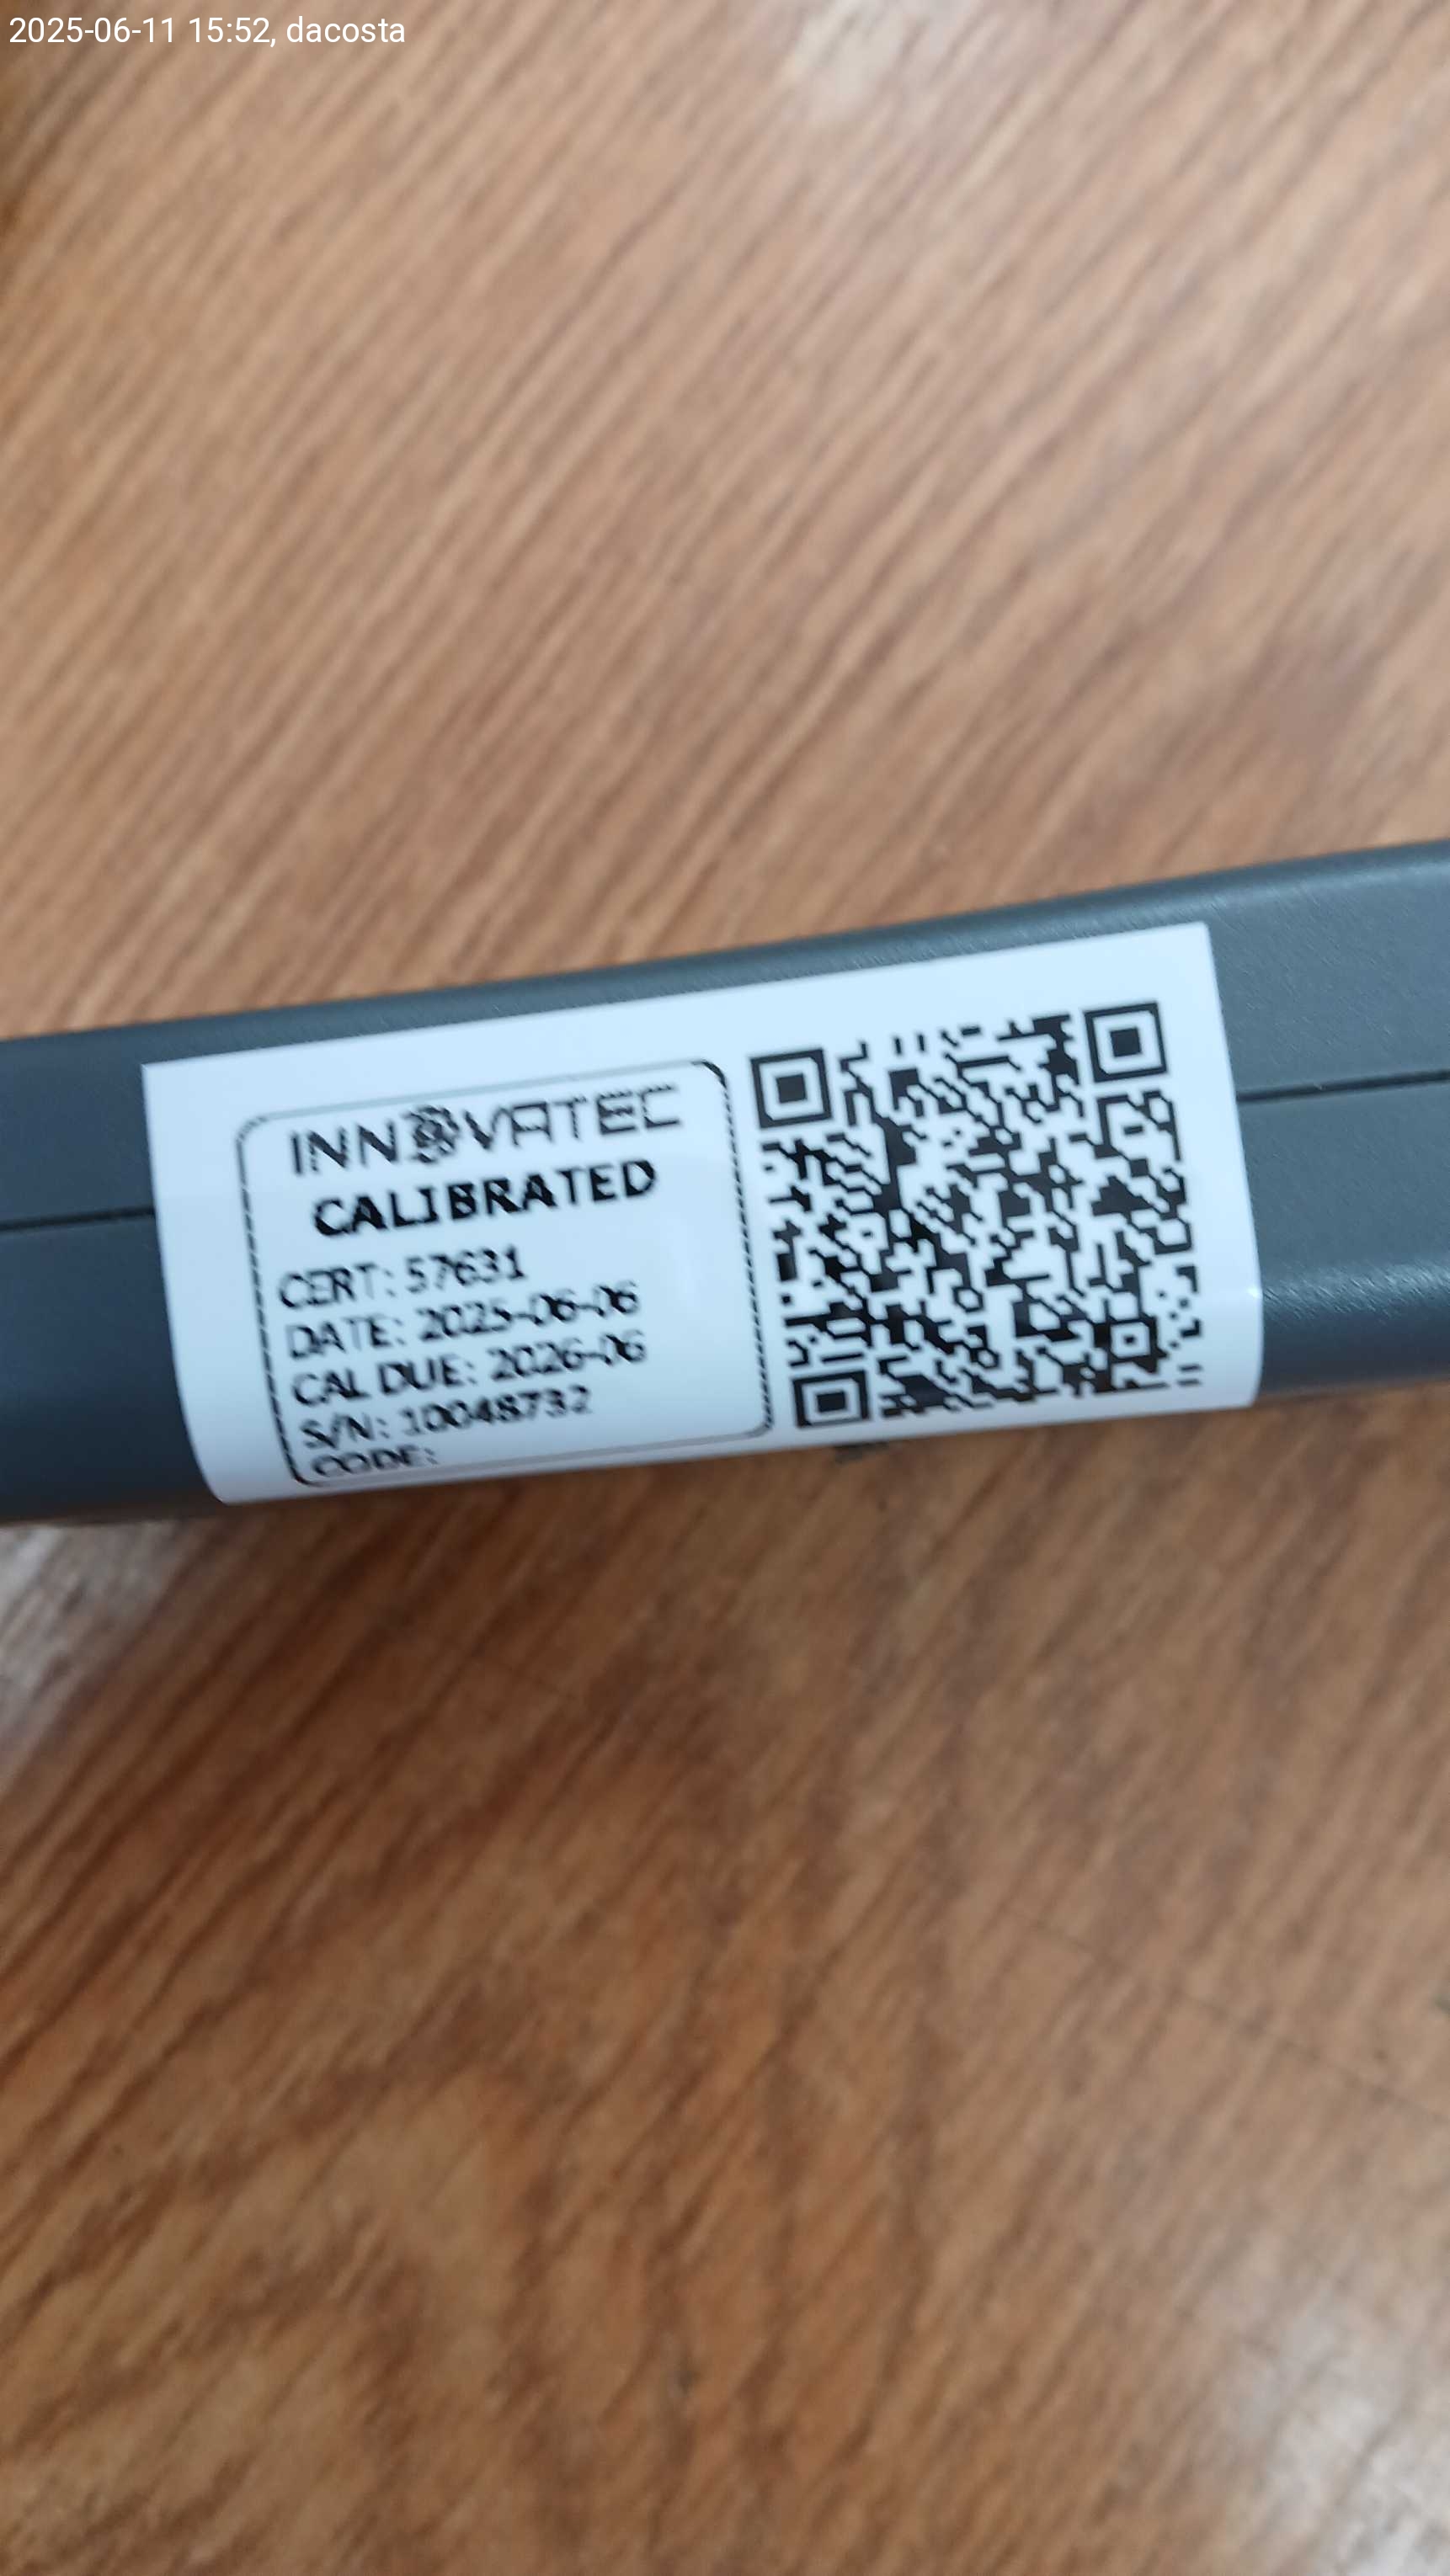 2025-06-11 15:52, dacosta
INNOVATEC
CALIBRATED
CERT: 57631
DATE: 2025-06-06
CAL DUE: 2026-06
S/N: 10048732
CODE: